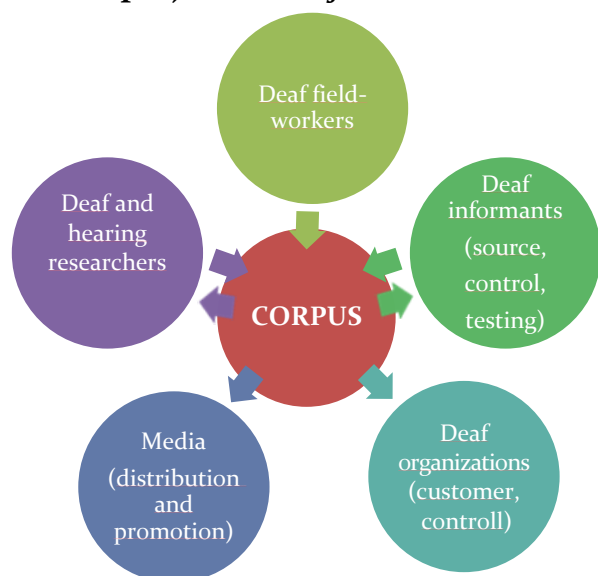 Deaf field-
workers
Deaf and
hearing
researchers
Deaf
informants
(source,
control,
testing)
CORPUS
Media
(distribution
and
promotion)
Deaf
organizations
(customer,
controll)